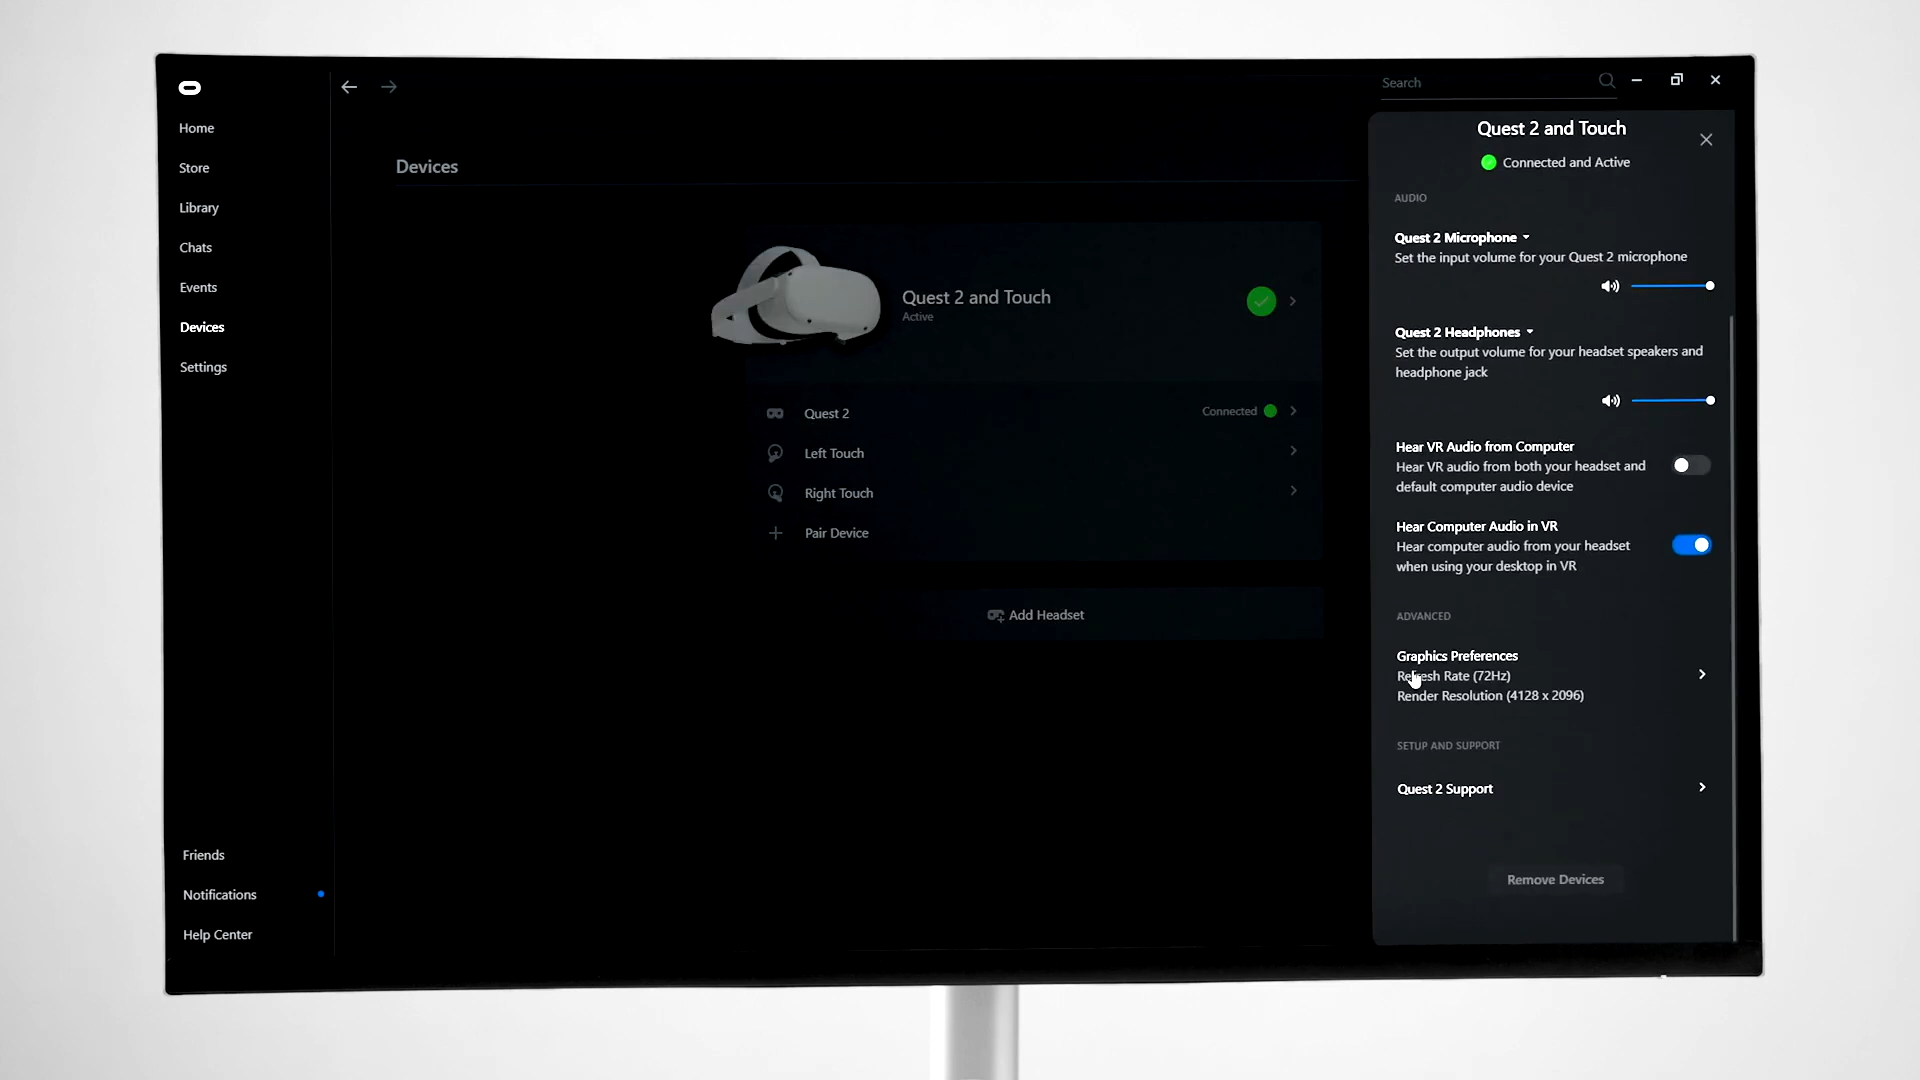 Home
Store
Library
Chats
Events
Devices
Settings
Friends
Notifications
Help Center
Search
Devices
Quest 2 and Touch
Active
Quest 2
Connected
Left Touch
Right Touch
Pair Device
Add Headset
Quest 2 and Touch
Connected and Active
AUDIO
Quest 2 Microphone
Set the input volume for your Quest 2 microphone
Quest 2 Headphones
Set the output volume for your headset speakers and
headphone jack
Hear VR Audio from Computer
Hear VR audio from both your headset and
default computer audio device
Hear Computer Audio in VR
Hear computer audio from your headset
when using your desktop in VR
ADVANCED
Graphics Preferences
Refresh Rate (72Hz)
Render Resolution (4128 x 2096)
SETUP AND SUPPORT
Quest 2 Support
Remove Devices